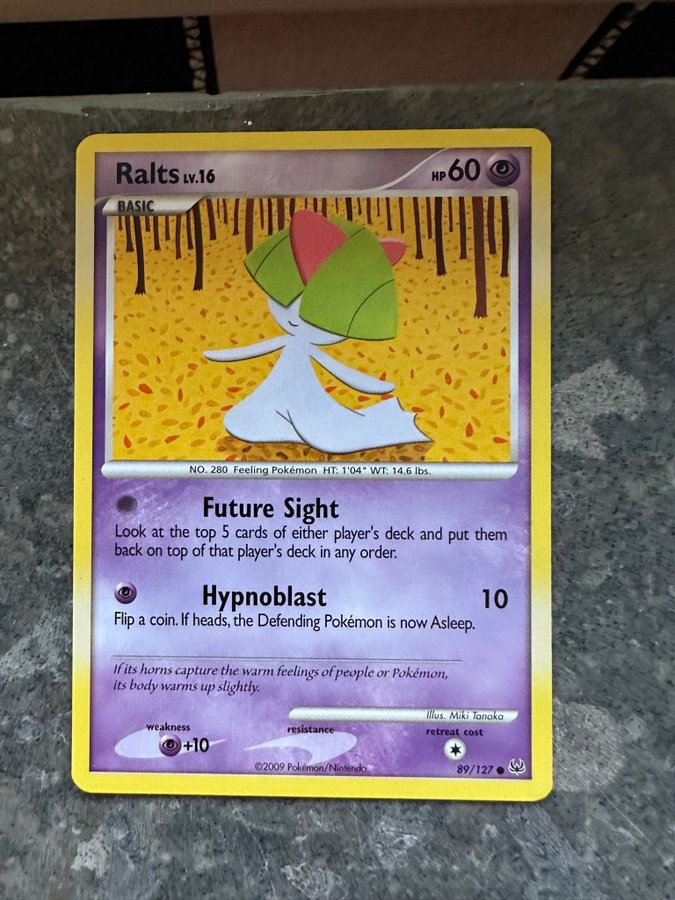 Ralts LV.16 HP 60
BASIC
NO. 280 Feeling Pokémon HT: 1'04" WT: 14.6 lbs.
Future Sight
Look at the top 5 cards of either player's deck and put them
back on top of that player's deck in any order.
Hypnoblast 10
Flip a coin. If heads, the Defending Pokémon is now Asleep.
If its horns capture the warm feelings of people or Pokémon,
its body warms up slightly.
Illus. Miki Tanaka
weakness resistance retreat cost
+10
©2009 Pokémon/Nintendo 89/127